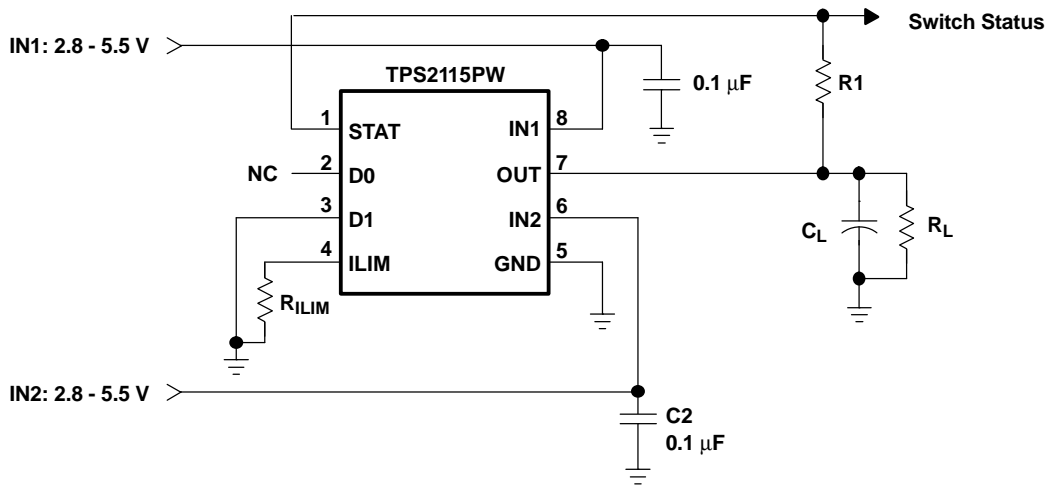 Switch Status
IN1: 2.8 - 5.5 V
TPS2115PW
0.1 μF
R1
1
STAT
IN1
8
NC
2
D0
OUT
7
3
D1
IN2
6
4
ILIM
GND
5
CL
RL
RILIM
IN2: 2.8 - 5.5 V
C2
0.1 μF